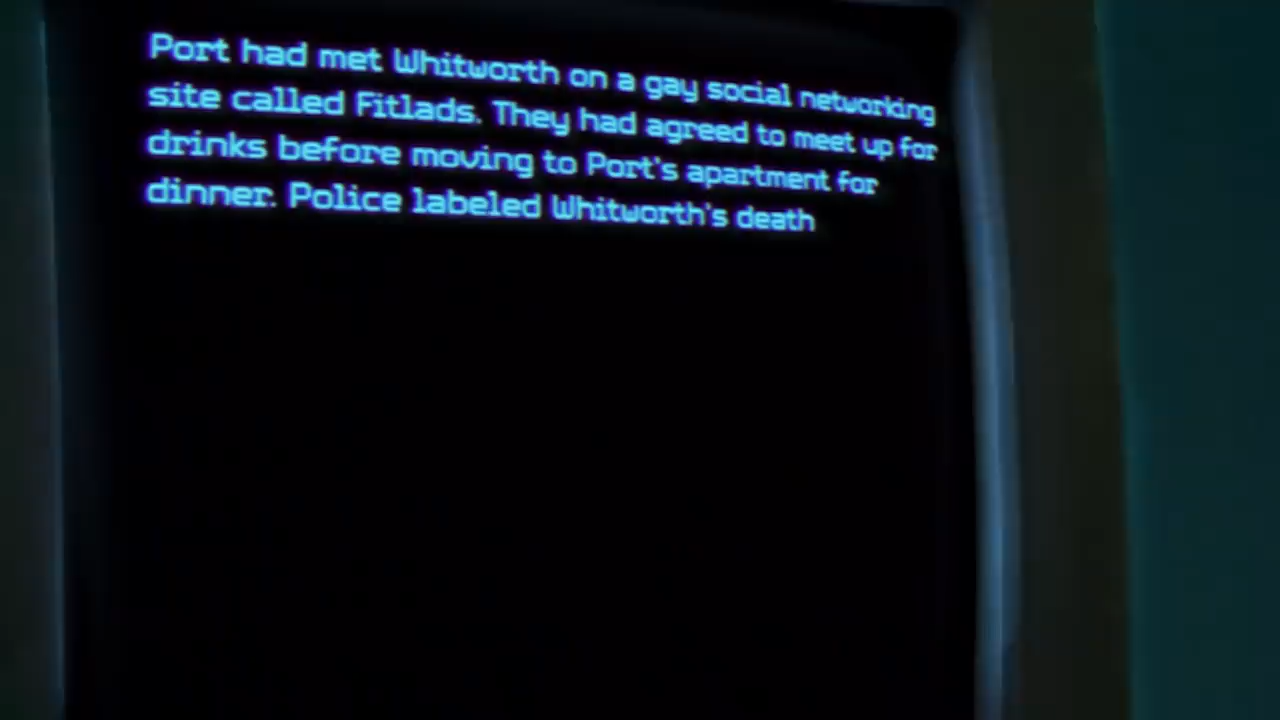 Port had met Whitworth on a gay social networking
site called Fitlads. They had agreed to meet up for
drinks before moving to Port's apartment for
dinner. Police labeled Whitworth's death